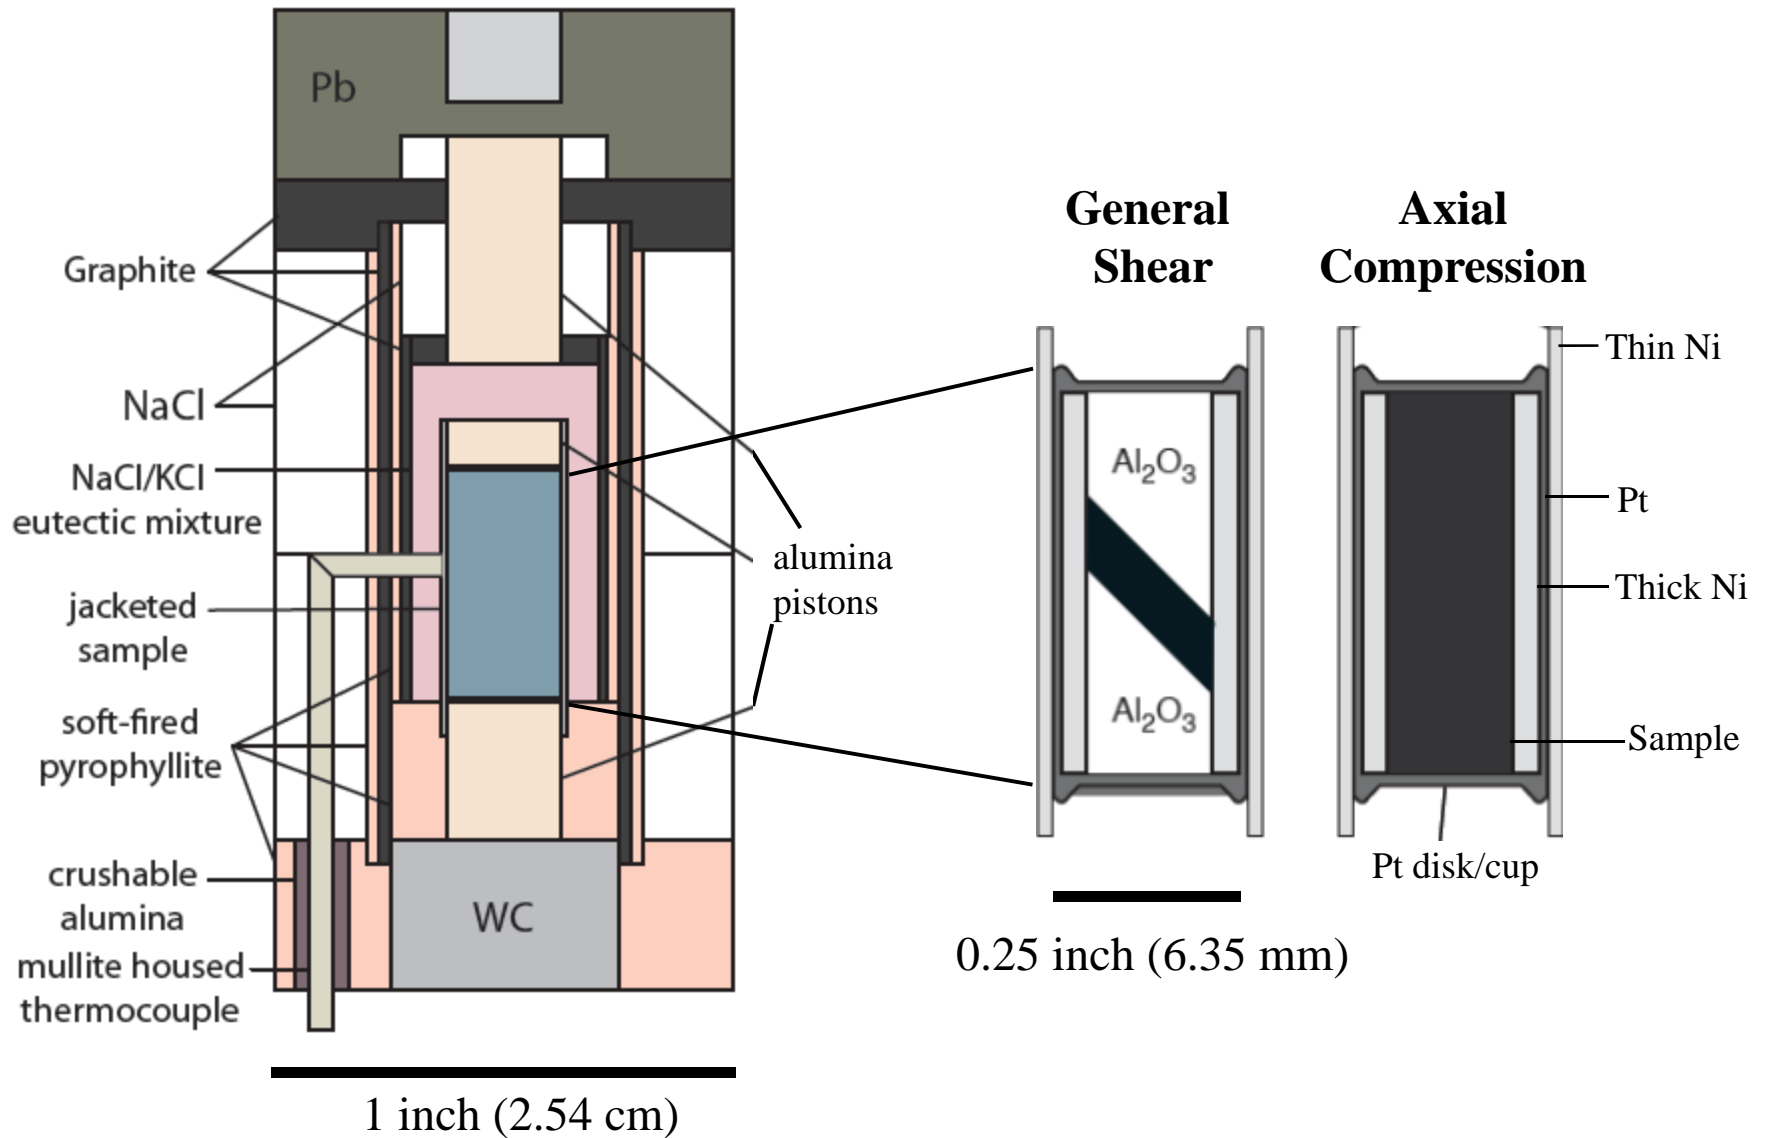 Pb
Graphite
NaCl
NaCl/KCl
eutectic mixture
jacketed
sample
soft-fired
pyrophyllite
crushable
alumina
mullite housed
thermocouple
WC
1 inch (2.54 cm)
alumina
pistons
General
Shear
Al₂O₃
Al₂O₃
0.25 inch (6.35 mm)
Axial
Compression
Thin Ni
Pt
Thick Ni
Sample
Pt disk/cup